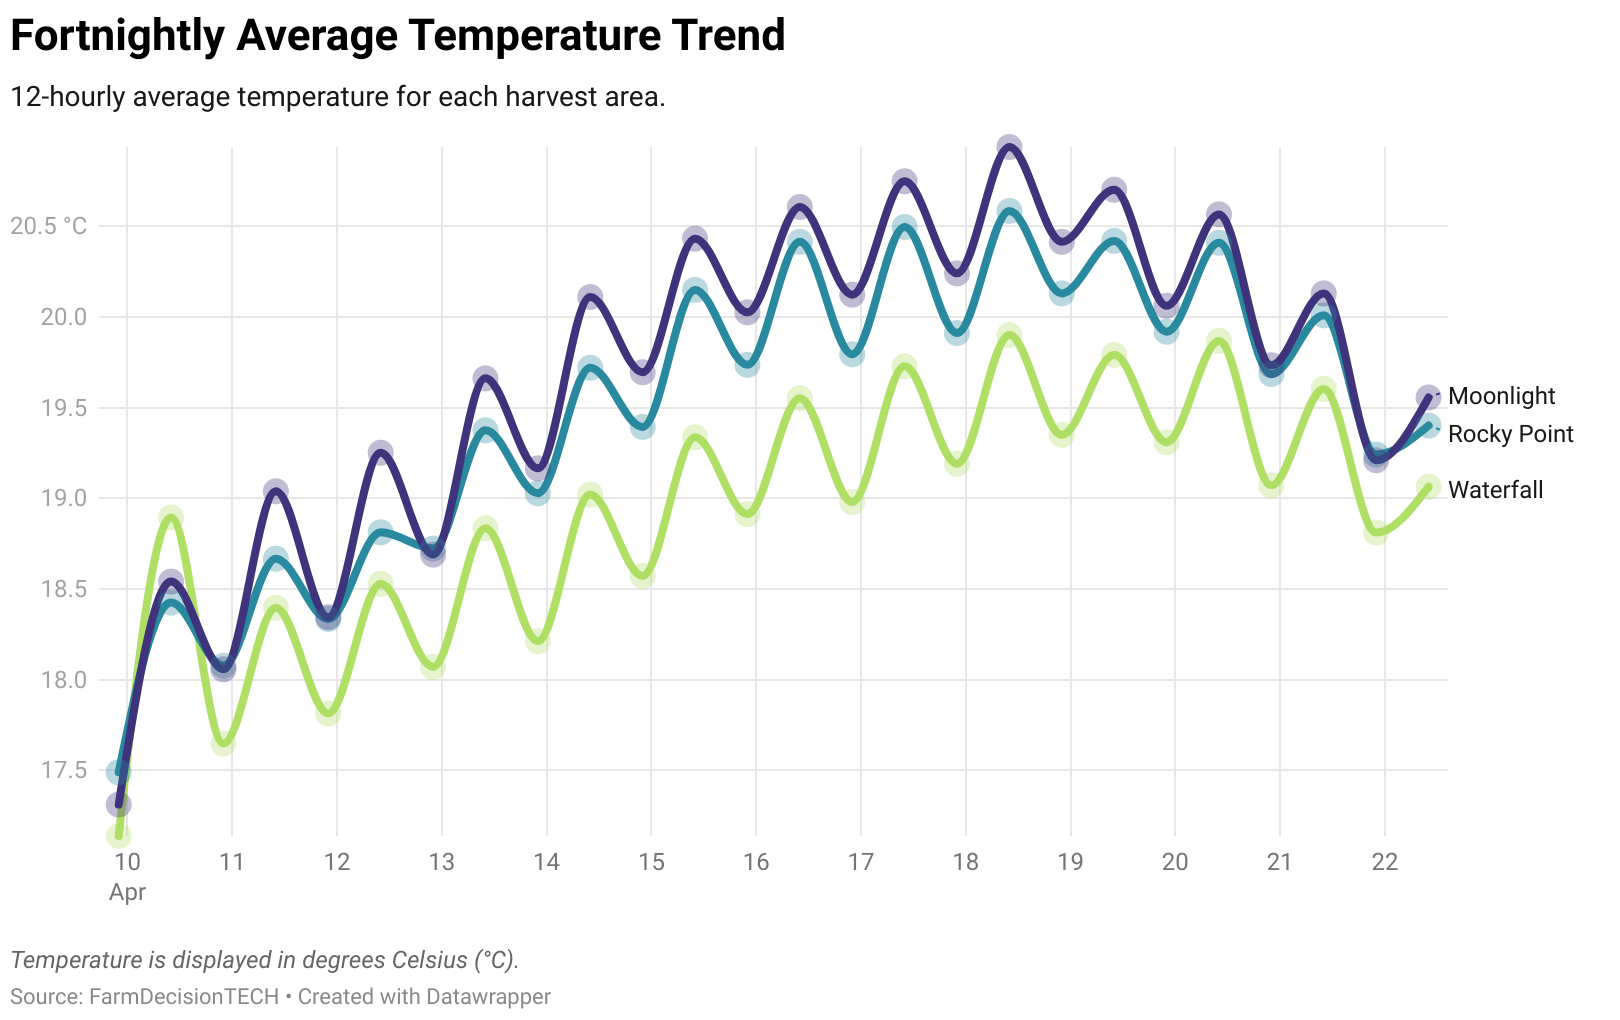 Fortnightly Average Temperature Trend
12-hourly average temperature for each harvest area.
20.5 °C
20.0
19.5
19.0
18.5
18.0
17.5
Moonlight
Rocky Point
Waterfall
10 11 12 13 14 15 16 17 18 19 20 21 22
Apr
Temperature is displayed in degrees Celsius (°C).
Source: FarmDecisionTECH • Created with Datawrapper